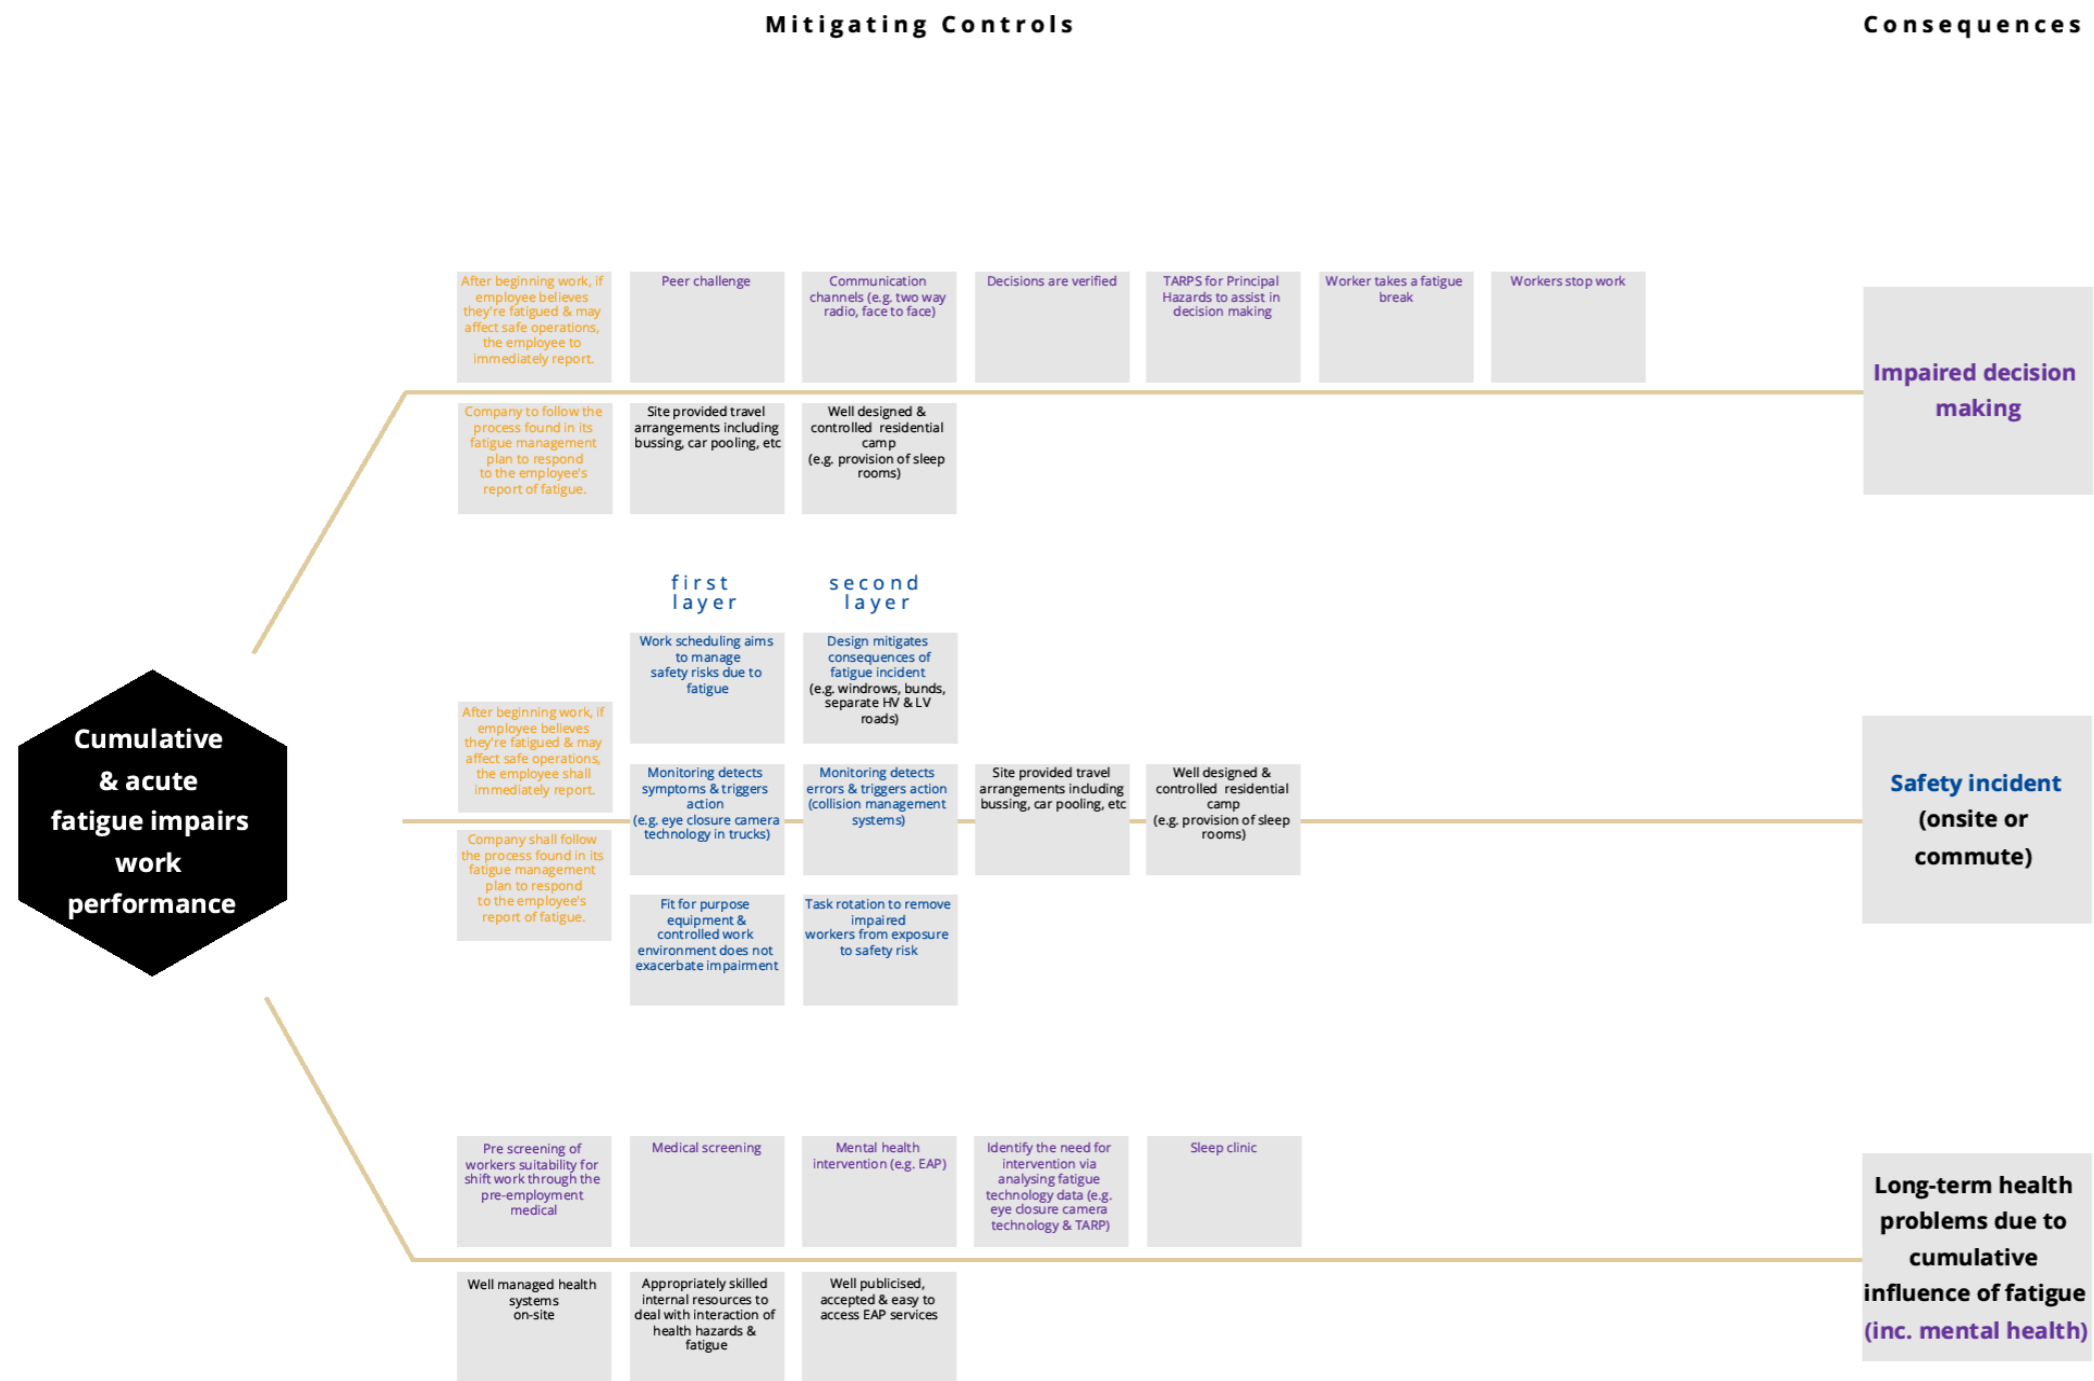 Mitigating Controls
Consequences
After beginning work, if
employee believes
they're fatigued & may
affect safe operations,
the employee to
immediately report.
Peer challenge
Communication
channels (e.g. two way
radio, face to face)
Decisions are verified
TARPS for Principal
Hazards to assist in
decision making
Worker takes a fatigue
break
Workers stop work
Impaired decision
making
Company to follow the
process found in its
fatigue management
plan to respond
to the employee's
report of fatigue.
Site provided travel
arrangements including
bussing, car pooling, etc
Well designed &
controlled residential
camp
(e.g. provision of sleep
rooms)
first
layer
second
layer
Work scheduling aims
to manage
safety risks due to
fatigue
Design mitigates
consequences of
fatigue incident
(e.g. windrows, bunds,
separate HV & LV
roads)
Cumulative
& acute
fatigue impairs
work
performance
After beginning work, if
employee believes
they're fatigued & may
affect safe operations,
the employee shall
immediately report.
Monitoring detects
symptoms & triggers
action
(e.g. eye closure camera
technology in trucks)
Monitoring detects
errors & triggers action
(collision management
systems)
Site provided travel
arrangements including
bussing, car pooling, etc
Well designed &
controlled residential
camp
(e.g. provision of sleep
rooms)
Safety incident
(onsite or
commute)
Company shall follow
the process found in its
fatigue management
plan to respond
to the employee's
report of fatigue.
Fit for purpose
equipment &
controlled work
environment does not
exacerbate impairment
Task rotation to remove
impaired
workers from exposure
to safety risk
Pre screening of
workers suitability for
shift work through the
pre-employment
medical
Medical screening
Mental health
intervention (e.g. EAP)
Identify the need for
intervention via
analysing fatigue
technology data (e.g.
eye closure camera
technology & TARP)
Sleep clinic
Long-term health
problems due to
cumulative
influence of fatigue
(inc. mental health)
Well managed health
systems
on-site
Appropriately skilled
internal resources to
deal with interaction of
health hazards &
fatigue
Well publicised,
accepted & easy to
access EAP services